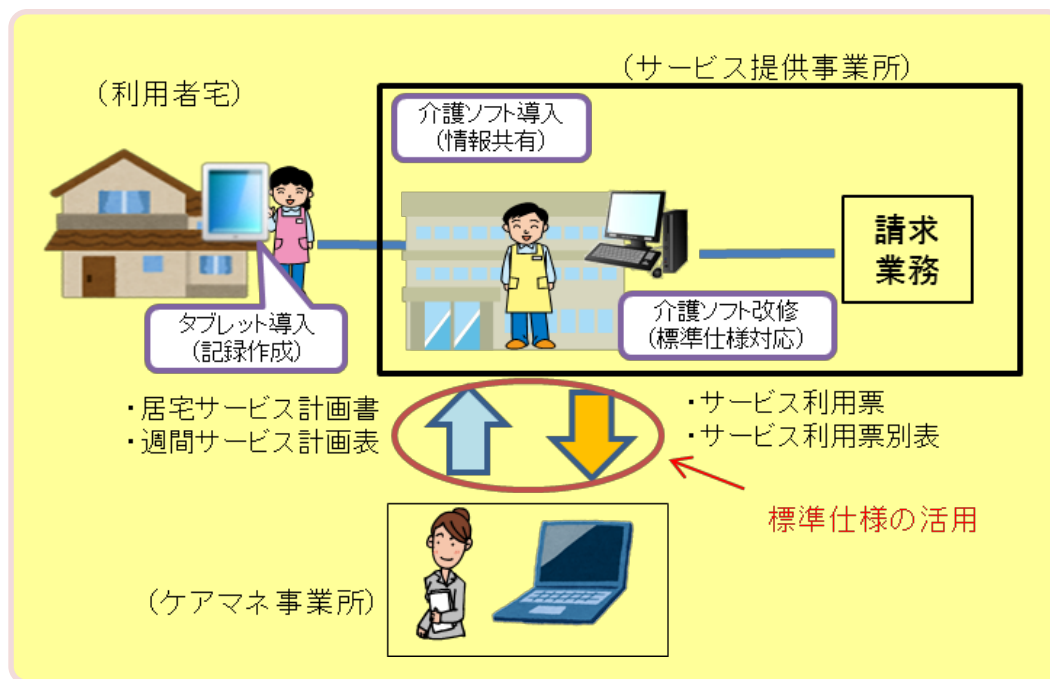 (サービス提供事業所)
(利用者宅)
介護ソフト導入
(情報共有)
請求
業務
タブレット導入
(記録作成)
介護ソフト改修
(標準仕様対応)
・居宅サービス計画書
・週間サービス計画表
・サービス利用票
・サービス利用票別表
標準仕様の活用
(ケアマネ事業所)